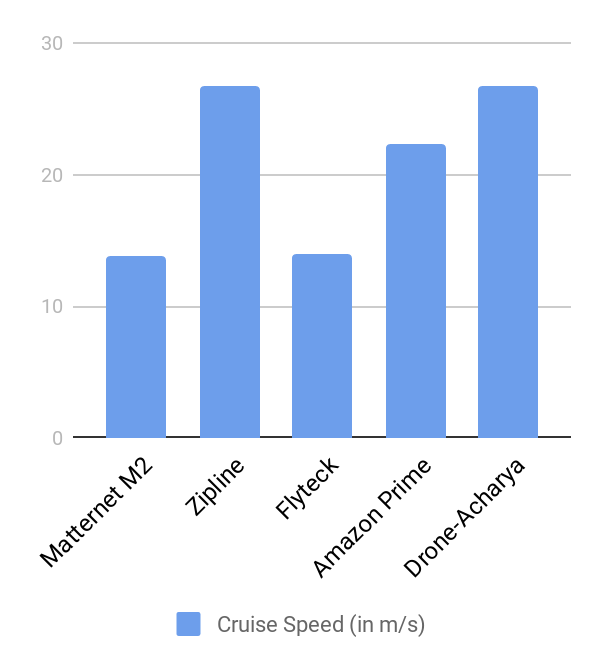 30
20
10
0
Matternet M2
Zipline
Flyteck
Amazon Prime
Drone-Acharya
Cruise Speed (in m/s)